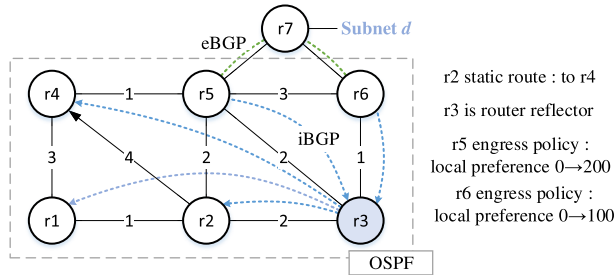 r7
Subnet d
eBGP
r4
1
r5
3
r6
r2 static route : to r4
r3 is router reflector
iBGP
3
4
2
2
1
r5 engress policy :
local preference 0→200
r6 engress policy :
local preference 0→100
r1
1
r2
2
r3
OSPF